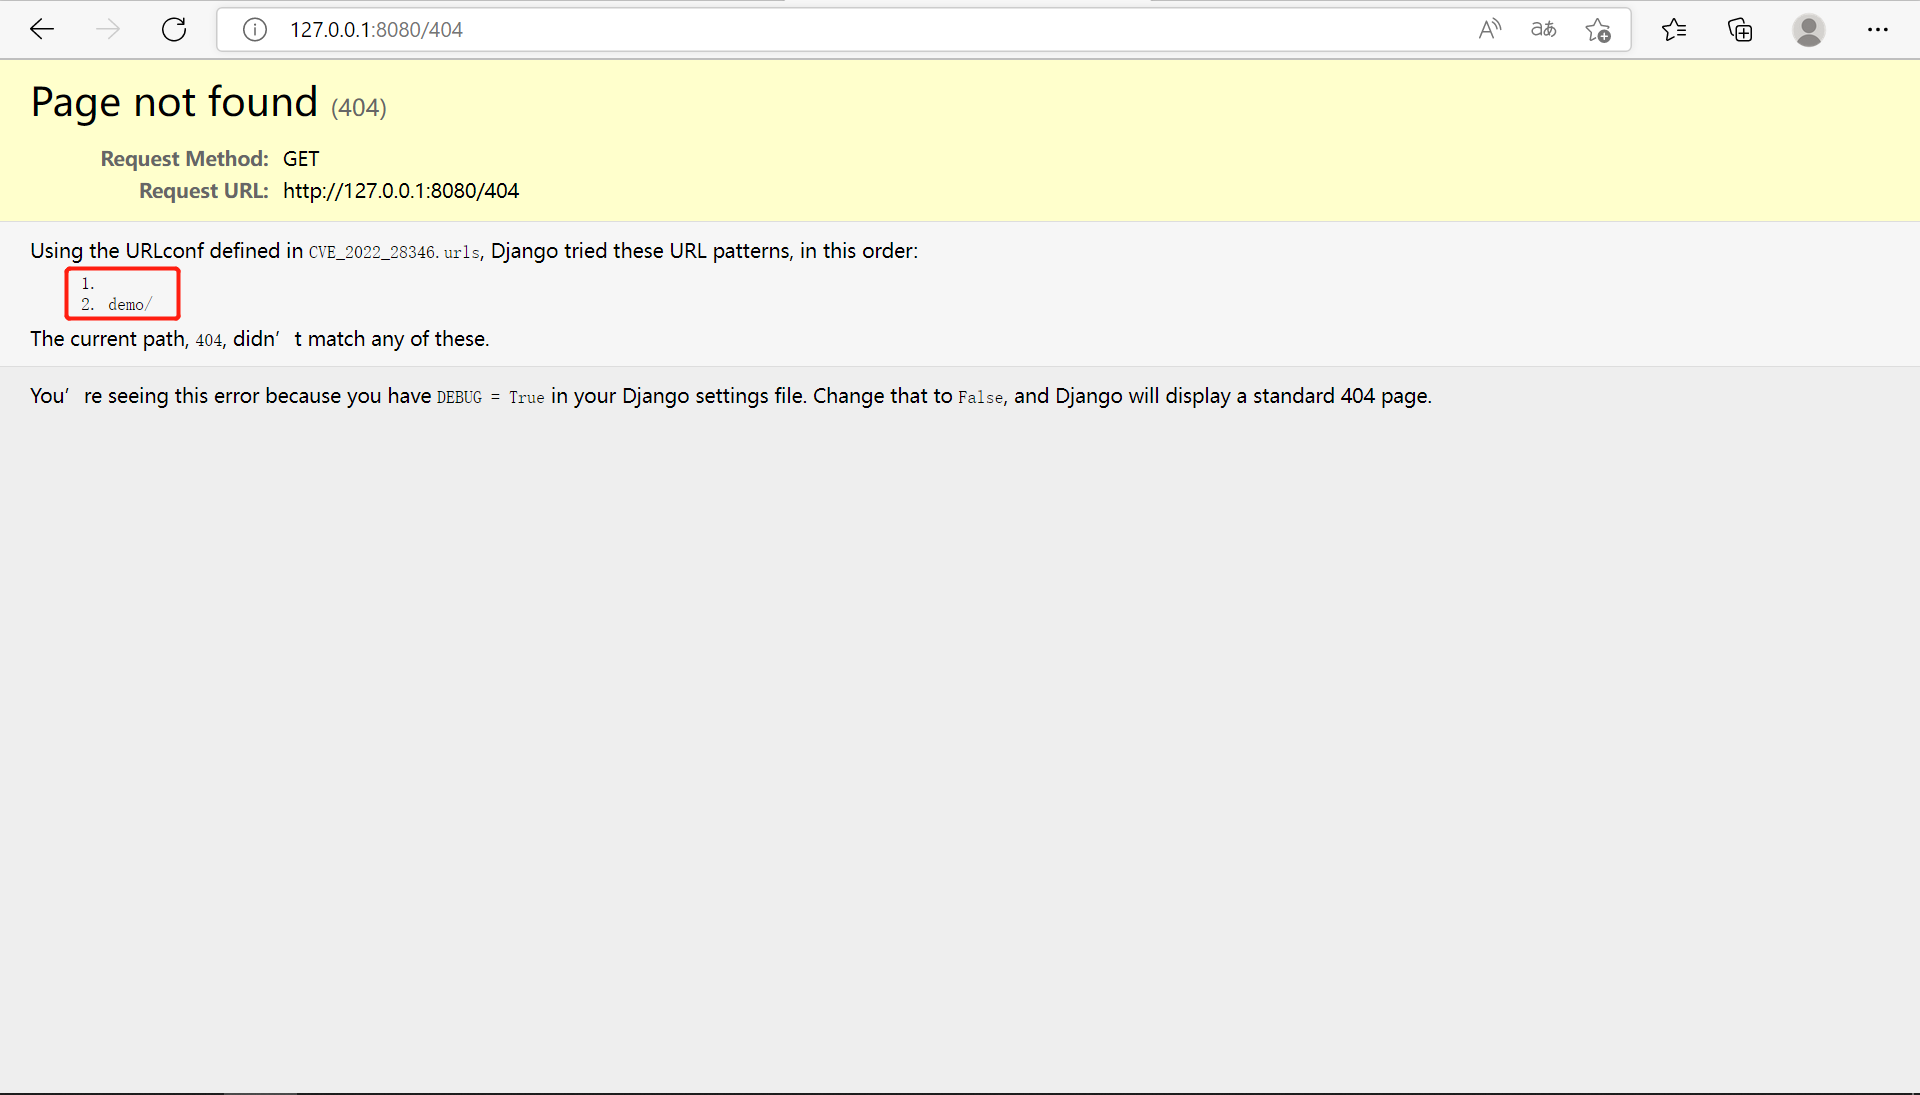 127.0.0.1:8080/404
Page not found (404)
Request Method: GET
Request URL: http://127.0.0.1:8080/404
Using the URLconf defined in CVE_2022_28346.urls, Django tried these URL patterns, in this order:
1.
2. demo/
The current path, 404, didn’t match any of these.
You’re seeing this error because you have DEBUG = True in your Django settings file. Change that to False, and Django will display a standard 404 page.